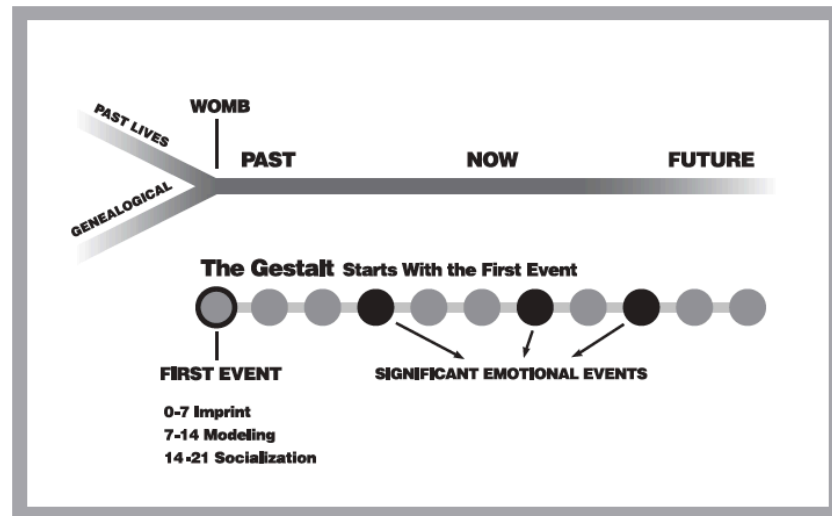 PAST LIVES
WOMB
PAST NOW FUTURE
GENEALOGICAL
The Gestalt Starts With the First Event
FIRST EVENT
SIGNIFICANT EMOTIONAL EVENTS
0-7 Imprint
7-14 Modeling
14-21 Socialization